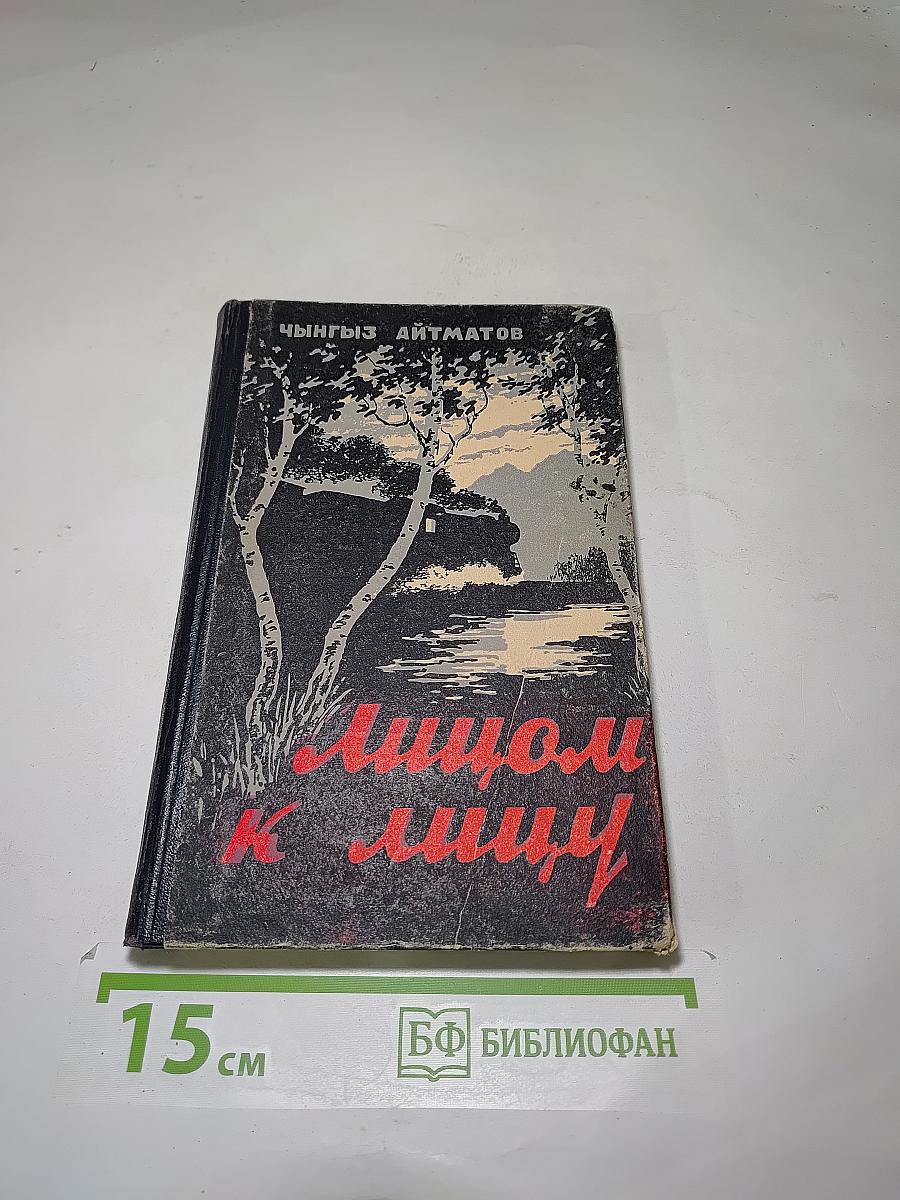 ЧЫНГЫЗ АЙТМАТОВ
Лицом
к лицу
15 см
БФ БИБЛИОФАН